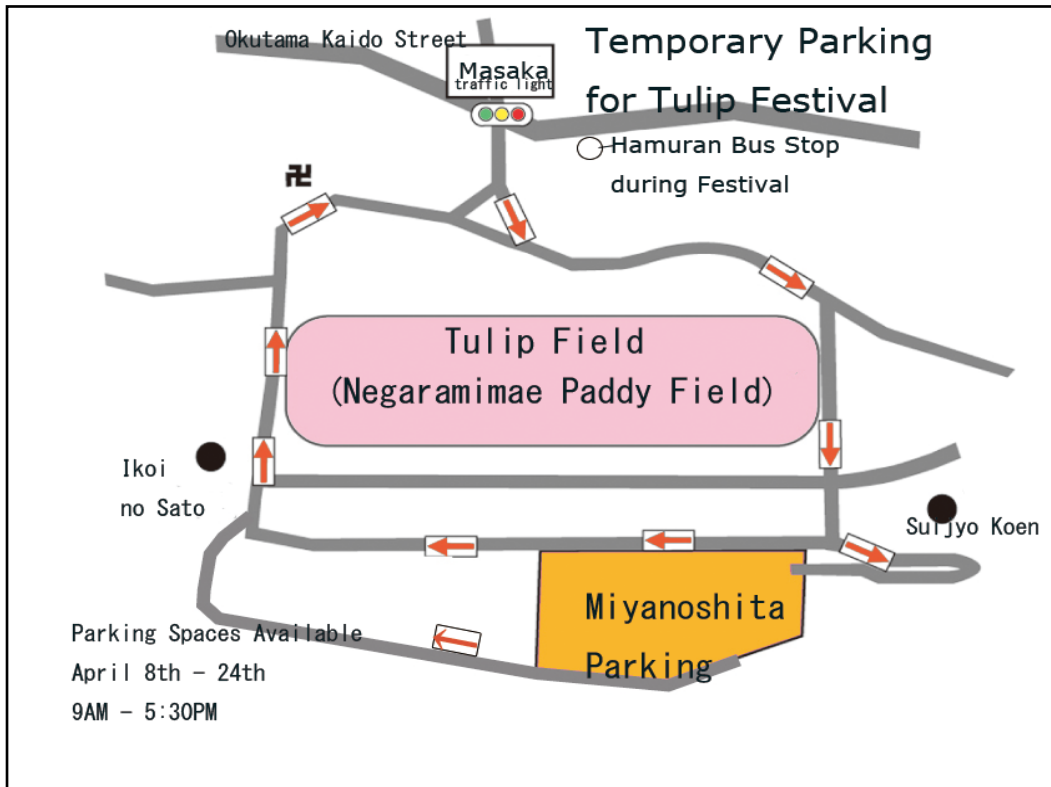 Okutama Kaido Street
Masaka
traffic light
Temporary Parking
for Tulip Festival
Hamuran Bus Stop
during Festival
卍
Tulip Field
(Negaramimae Paddy Field)
Ikoi
no Sato
Suijyo Koen
Miyanoshita
Parking
Parking Spaces Available
April 8th – 24th
9AM – 5:30PM